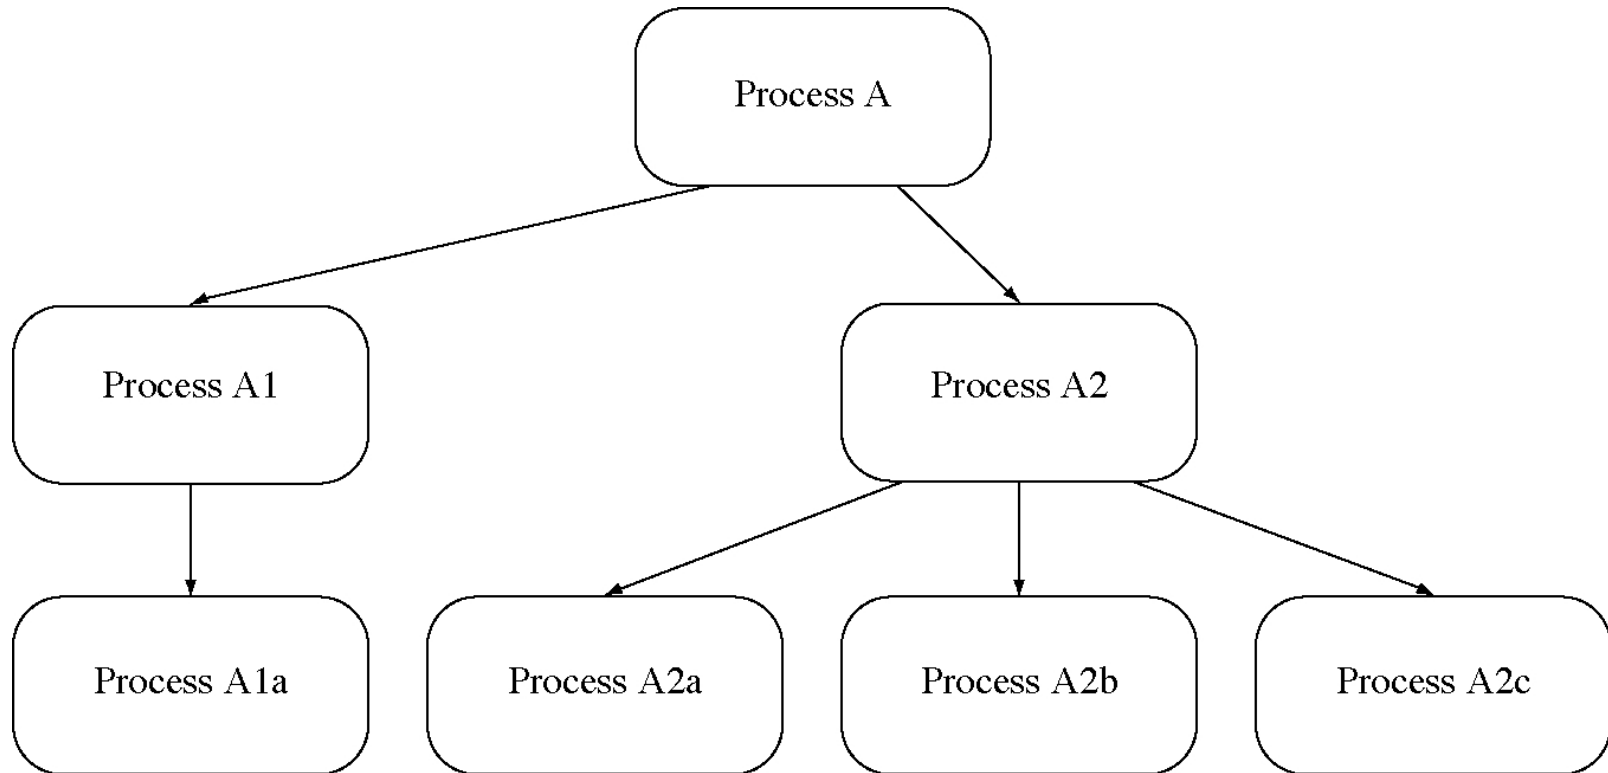 Process A
Process A1
Process A2
Process A1a
Process A2a
Process A2b
Process A2c